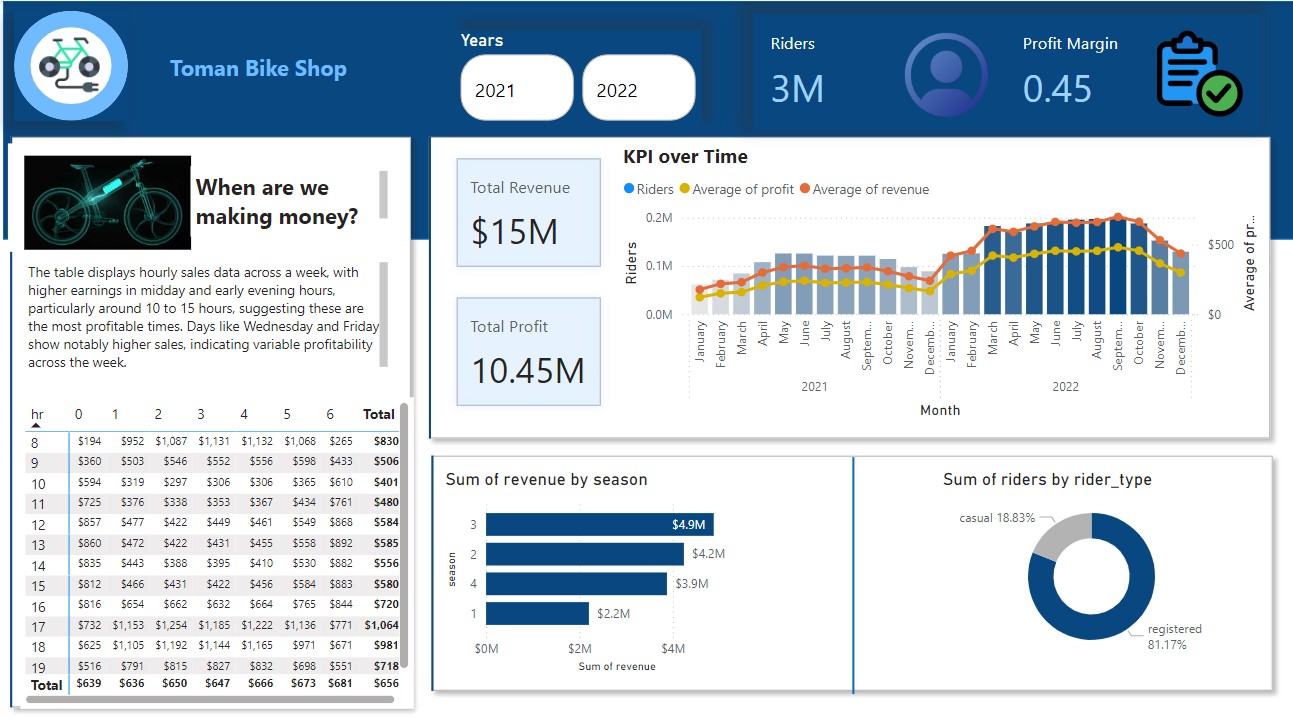 Toman Bike Shop
Years
2021
2022
Riders
3M
Profit Margin
0.45
When are we
making money?
The table displays hourly sales data across a week, with
higher earnings in midday and early evening hours,
particularly around 10 to 15 hours, suggesting these are
the most profitable times. Days like Wednesday and Friday
show notably higher sales, indicating variable profitability
across the week.
hr 0 1 2 3 4 5 6 Total
8 $194 $952 $1,087 $1,131 $1,132 $1,068 $265 $830
9 $360 $503 $546 $552 $556 $598 $433 $506
10 $594 $319 $297 $306 $306 $365 $610 $401
11 $725 $376 $338 $353 $367 $434 $761 $480
12 $857 $477 $422 $449 $461 $549 $868 $584
13 $860 $472 $422 $431 $455 $558 $892 $585
14 $835 $443 $388 $395 $410 $530 $882 $556
15 $812 $466 $431 $422 $456 $584 $883 $580
16 $816 $654 $662 $632 $664 $765 $844 $720
17 $732 $1,153 $1,254 $1,185 $1,222 $1,136 $771 $1,064
18 $625 $1,105 $1,192 $1,144 $1,165 $971 $671 $981
19 $516 $791 $815 $827 $832 $698 $551 $718
Total $639 $636 $650 $647 $666 $673 $681 $656
Total Revenue
$15M
Total Profit
10.45M
KPI over Time
Riders Average of profit Average of revenue
Riders
0.2M
0.1M
0.0M
$500
$0
Average of pr...
January February March April May June July August Septem... October Novem... Decemb... January February March April May June July August Septem... October Novem... Decemb...
2021 2022
Month
Sum of revenue by season
season
3 $4.9M
2 $4.2M
4 $3.9M
1 $2.2M
$0M $2M $4M
Sum of revenue
Sum of riders by rider_type
casual 18.83%
registered
81.17%